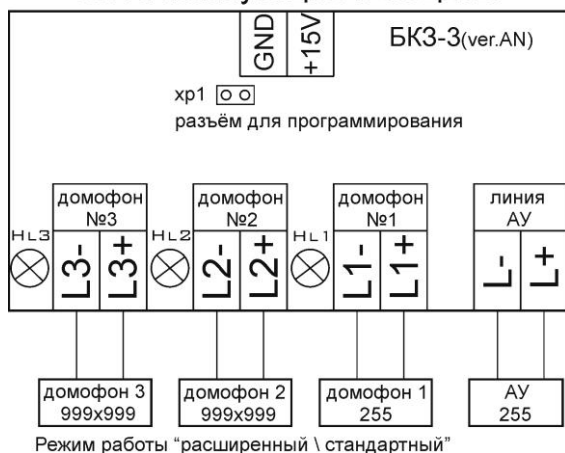 GND
+15V
БКЗ-3(ver.AN)
xp1
разъём для программирования
домофон №3
домофон №2
домофон №1
линия АУ
HL3
L3-
L3+
HL2
L2-
L2+
HL1
L1-
L1+
L-
L+
домофон 3
999x999
домофон 2
999x999
домофон 1
255
АУ
255
Режим работы “расширенный \ стандартный”